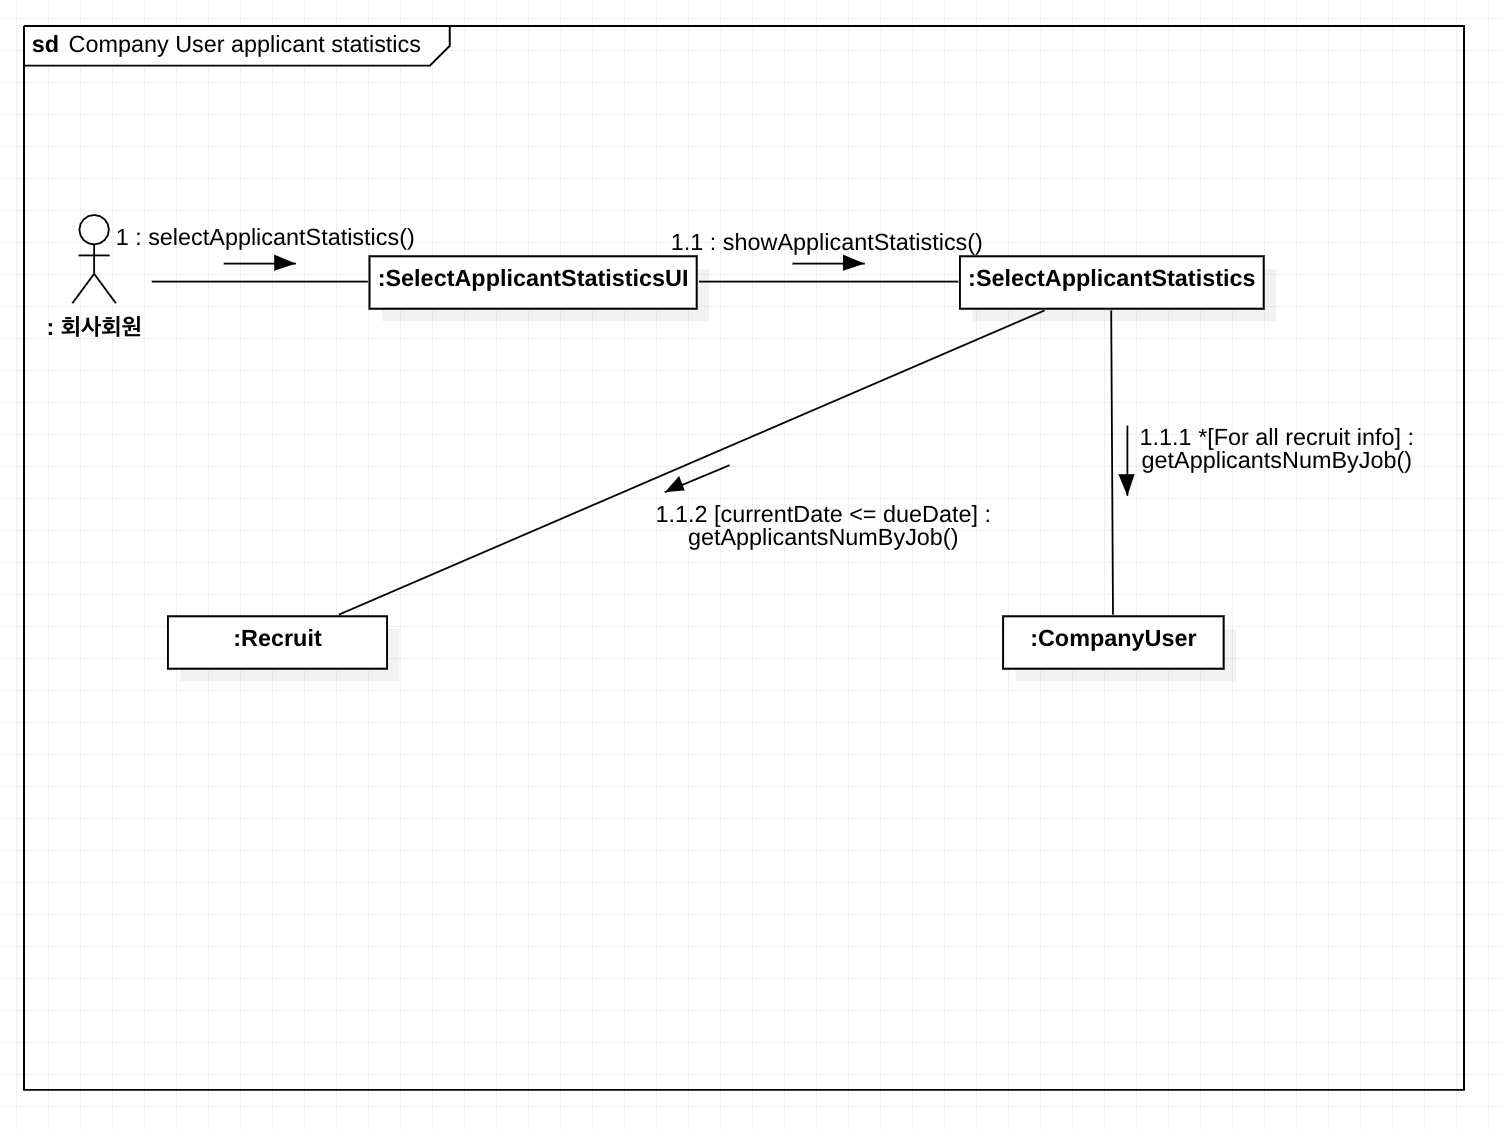 sd Company User applicant statistics
1 : selectApplicantStatistics()
1.1 : showApplicantStatistics()
:SelectApplicantStatisticsUI
:SelectApplicantStatistics
: 회사회원
1.1.1 *[For all recruit info] :
getApplicantsNumByJob()
1.1.2 [currentDate <= dueDate] :
getApplicantsNumByJob()
:Recruit
:CompanyUser